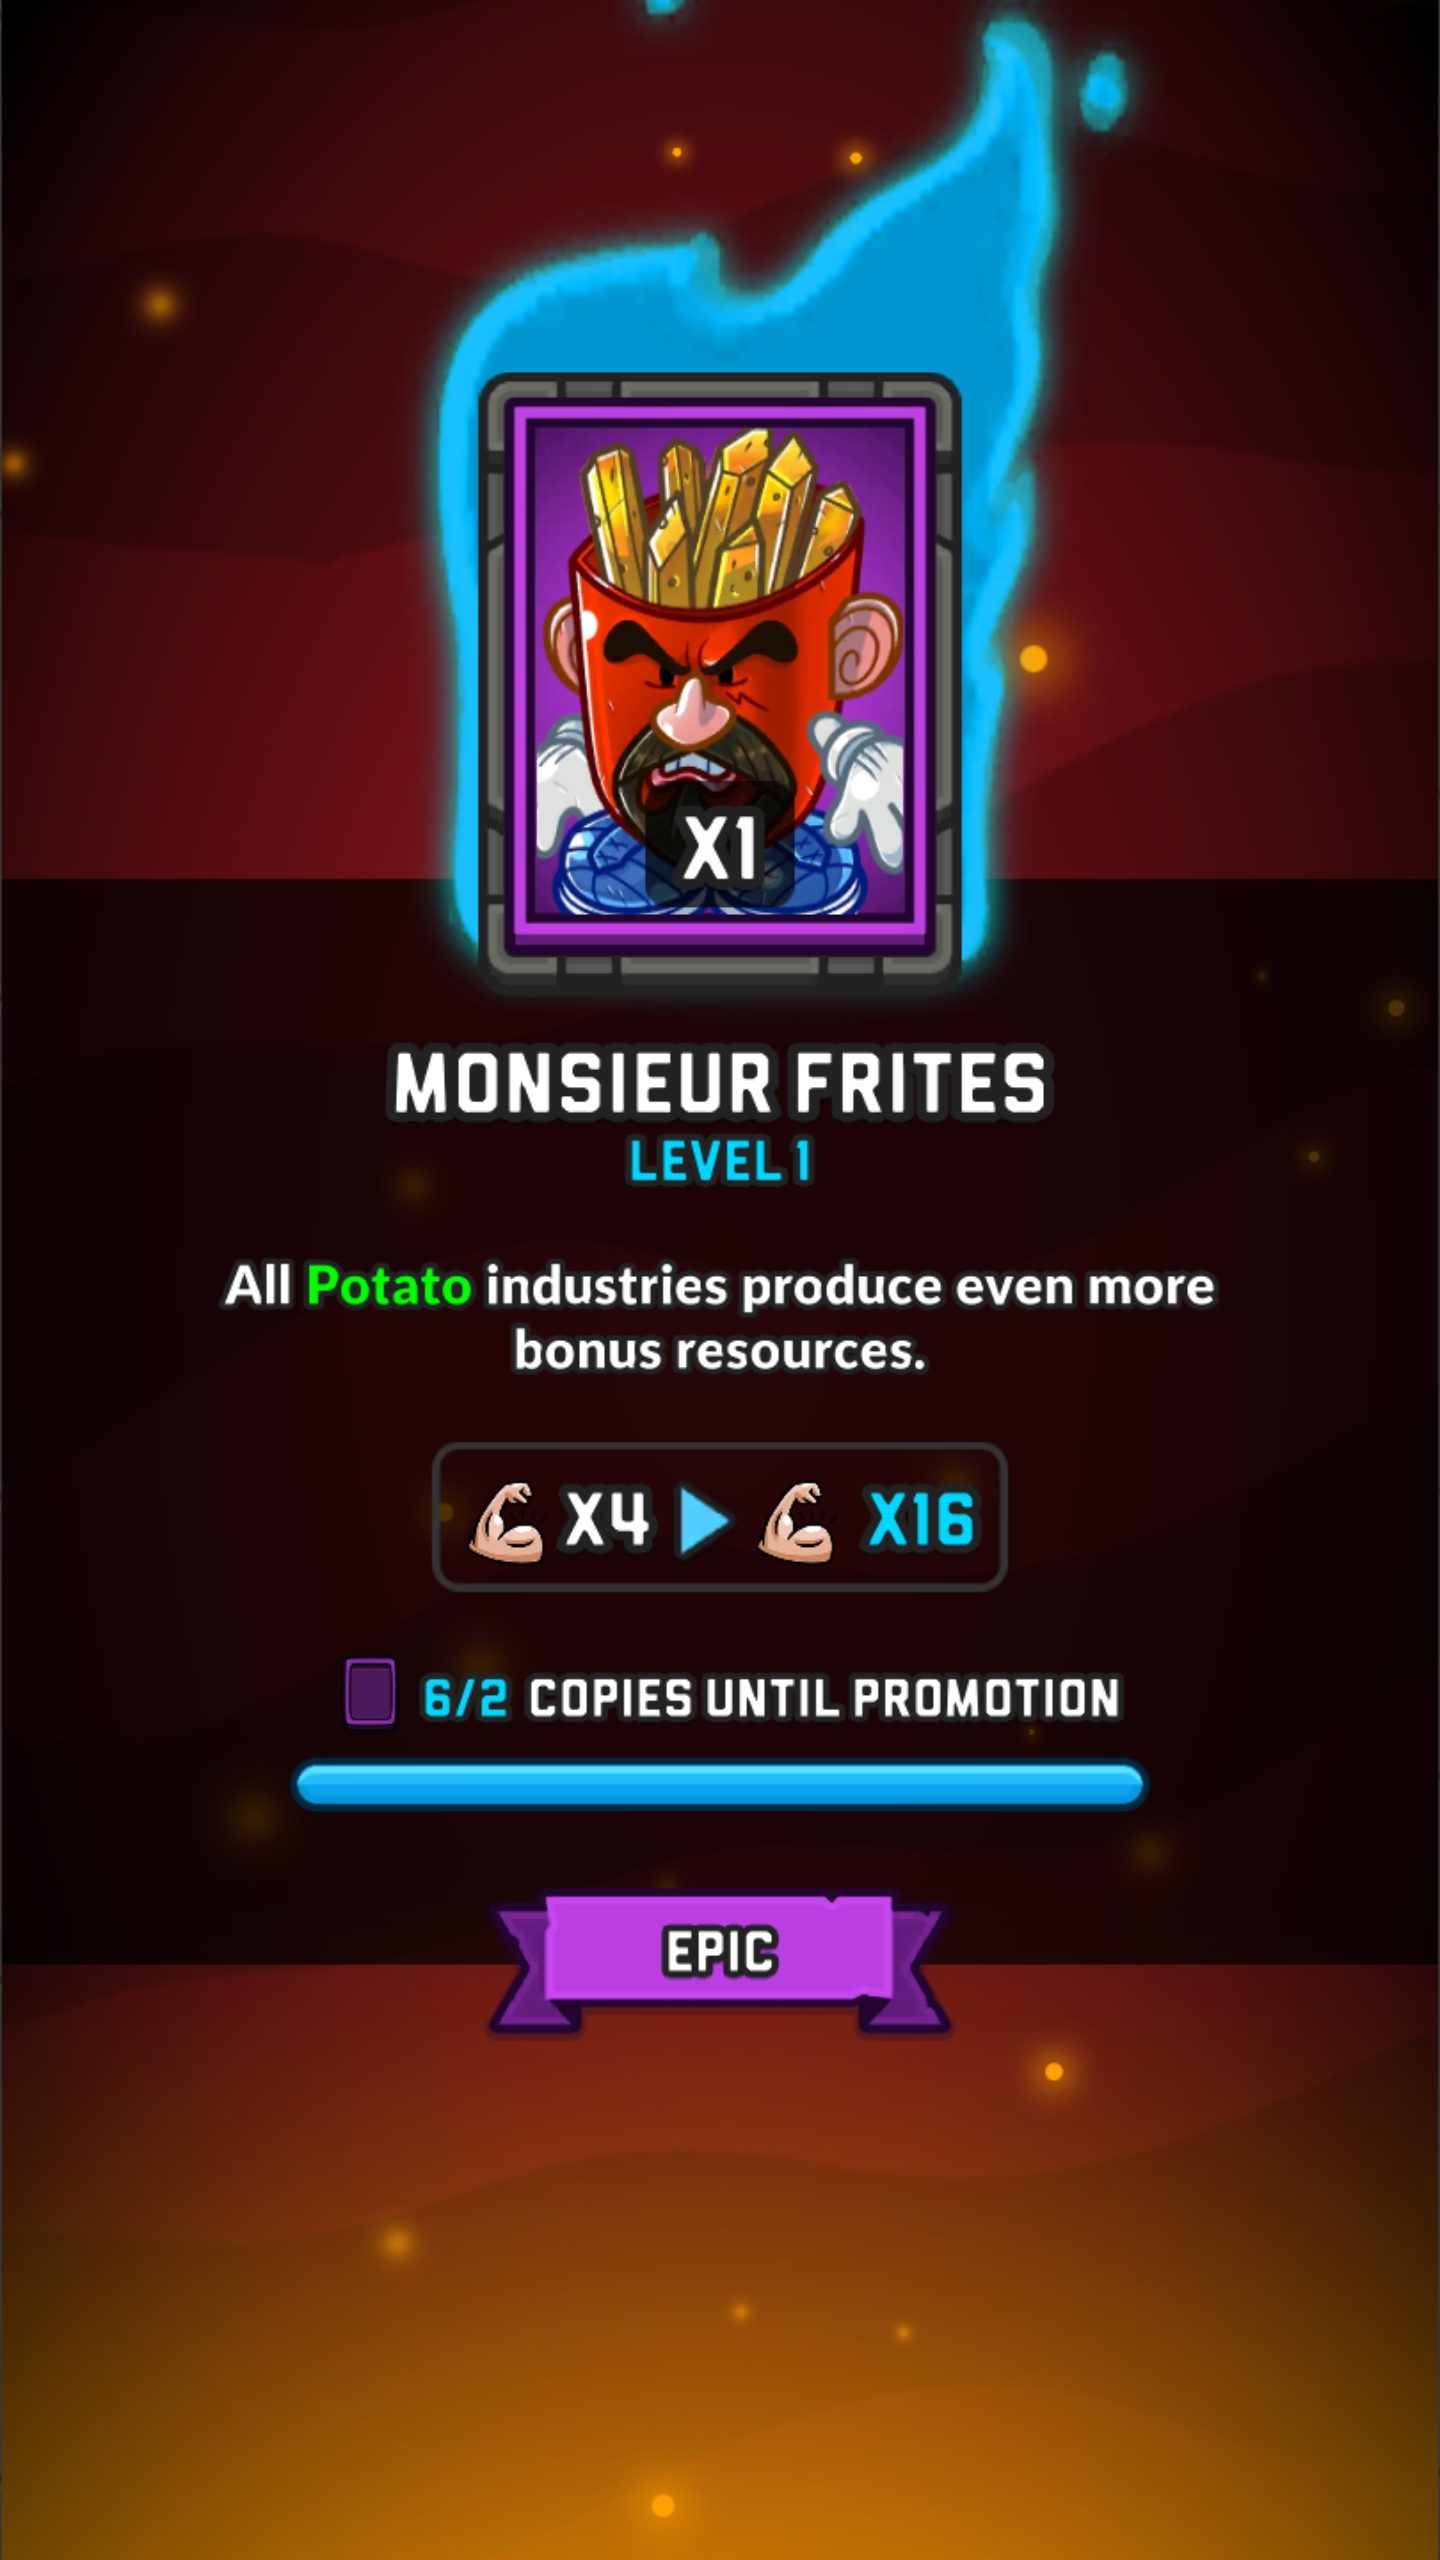 X1
MONSIEUR FRITES
LEVEL 1
All Potato industries produce even more
bonus resources.
X4 X16
6/2 COPIES UNTIL PROMOTION
EPIC